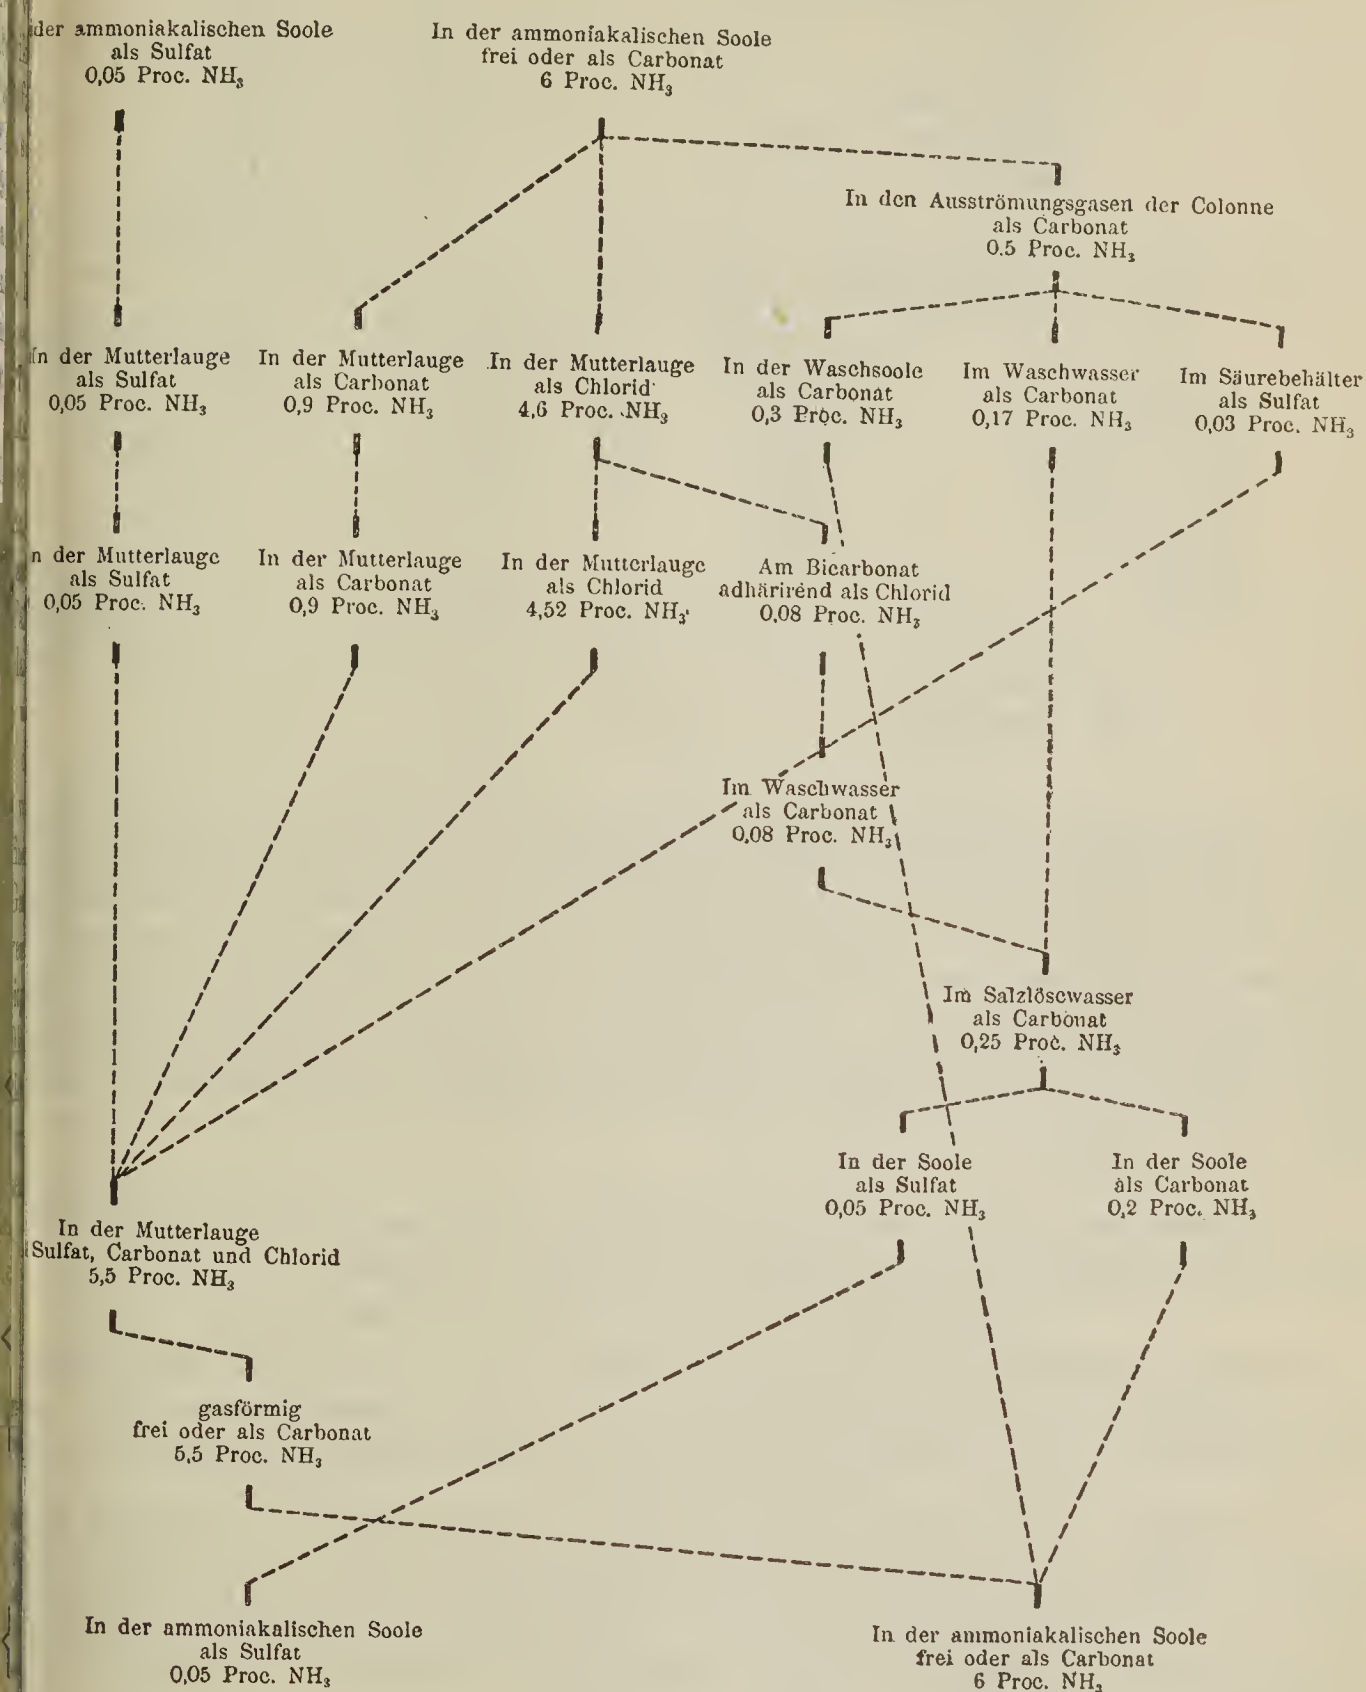 der ammoniakalischen Soole
als Sulfat
0,05 Proc. NH₃
In der ammoniakalischen Soole
frei oder als Carbonat
6 Proc. NH₃
In den Ausströmungsgasen der Colonne
als Carbonat
0.5 Proc. NH₃
In der Mutterlauge
als Sulfat
0,05 Proc. NH₃
In der Mutterlauge
als Carbonat
0,9 Proc. NH₃
In der Mutterlauge
als Chlorid
4,6 Proc. NH₃
In der Waschsoole
als Carbonat
0,3 Proc. NH₃
Im Waschwasser
als Carbonat
0,17 Proc. NH₃
Im Säurebehälter
als Sulfat
0,03 Proc. NH₃
n der Mutterlauge
als Sulfat
0,05 Proc. NH₃
In der Mutterlauge
als Carbonat
0,9 Proc. NH₃
In der Mutterlauge
als Chlorid
4,52 Proc. NH₃
Am Bicarbonat
adhärirend als Chlorid
0,08 Proc. NH₃
Im Waschwasser
als Carbonat
0,08 Proc. NH₃
Im Salzlösewasser
als Carbonat
0,25 Proc. NH₃
In der Soole
als Sulfat
0,05 Proc. NH₃
In der Soole
als Carbonat
0,2 Proc. NH₃
In der Mutterlauge
Sulfat, Carbonat und Chlorid
5,5 Proc. NH₃
gasförmig
frei oder als Carbonat
5,5 Proc. NH₃
In der ammoniakalischen Soole
als Sulfat
0,05 Proc. NH₃
In der ammoniakalischen Soole
frei oder als Carbonat
6 Proc. NH₃